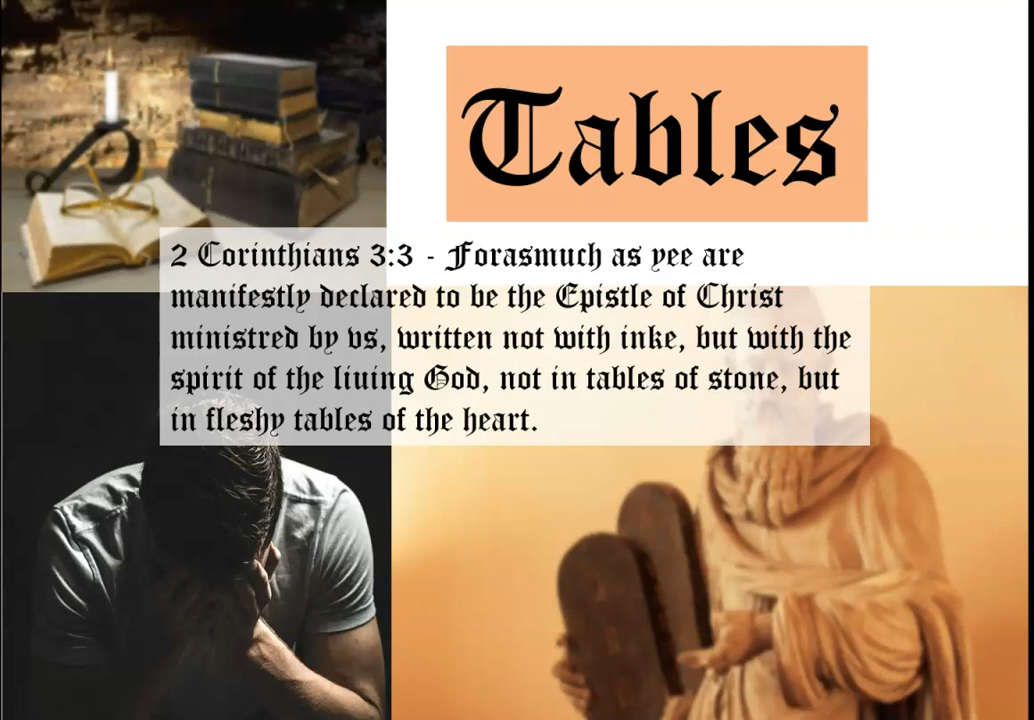 Tables
2 Corinthians 3:3 - Forasmuch as yee are
manifestly declared to be the Epistle of Christ
ministred by vs, written not with inke, but with the
spirit of the liuing God, not in tables of stone, but
in fleshy tables of the heart.